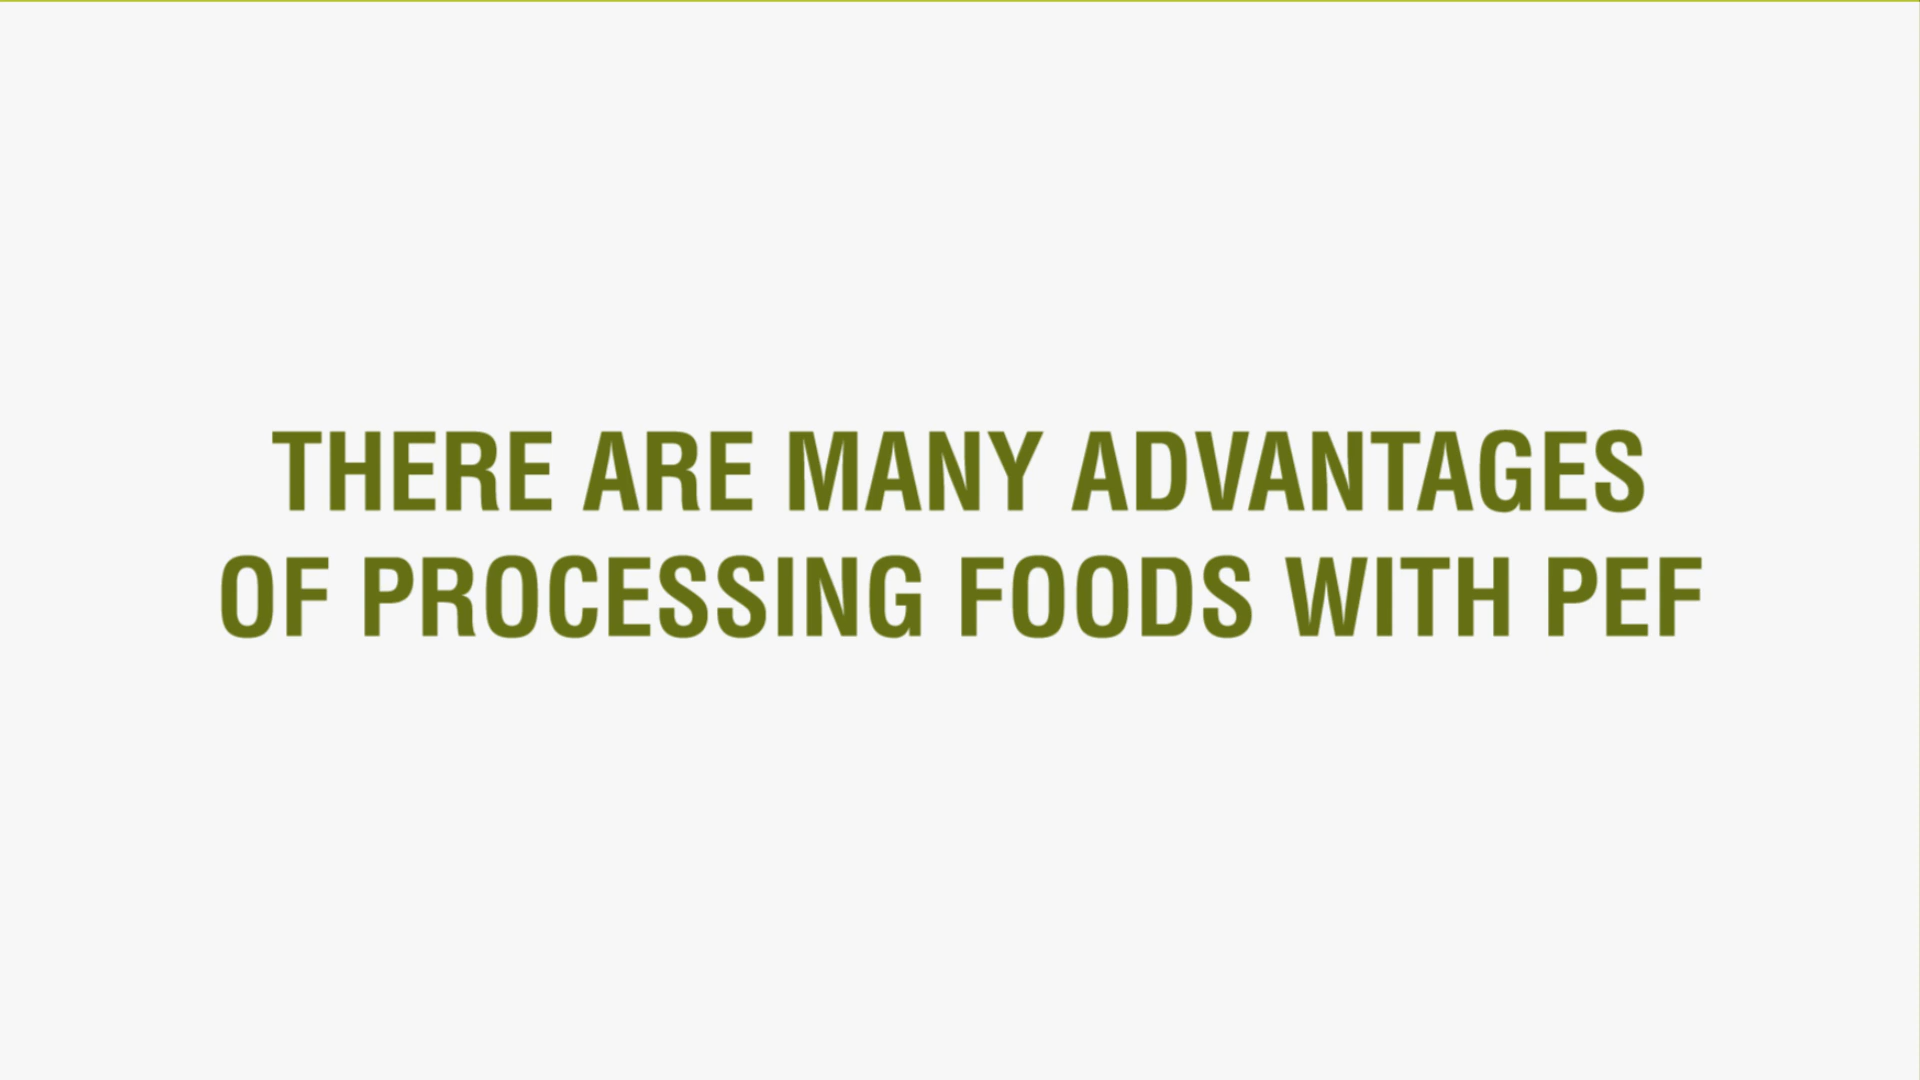 THERE ARE MANY ADVANTAGES
OF PROCESSING FOODS WITH PEF